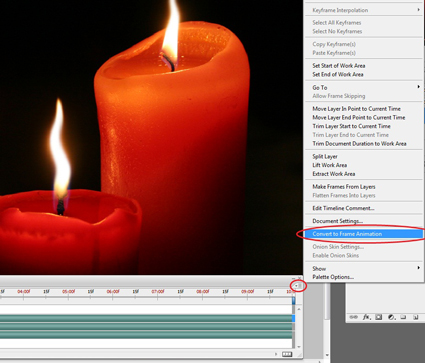 Keyframe Interpolation
Select All Keyframes
Select No Keyframes
Copy Keyframe(s)
Paste Keyframe(s)
Set Start of Work Area
Set End of Work Area
Go To
Allow Frame Skipping
Move Layer In Point to Current Time
Move Layer End Point to Current Time
Trim Layer Start to Current Time
Trim Layer End to Current Time
Trim Document Duration to Work Area
Split Layer
Lift Work Area
Extract Work Area
Make Frames From Layers
Flatten Frames Into Layers
Edit Timeline Comment...
Document Settings...
Convert to Frame Animation
Onion Skin Settings...
Enable Onion Skins
Show
Palette Options...
15f 04:00f 15f 05:00f 15f 06:00f 15f 07:00f 15f 08:00f 15f 09:00f 15f 10:0
fx